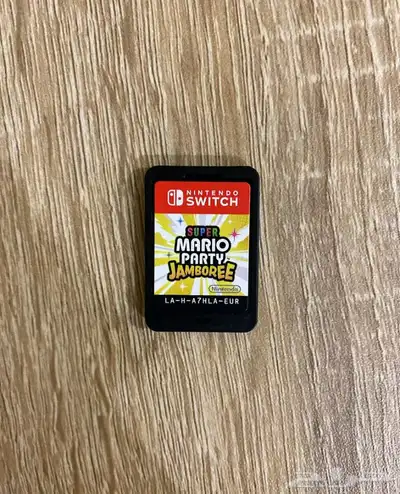 NINTENDO
SWITCH
SUPER
MARIO
PARTY
JAMBOREE
Nintendo
LA-H-A7HLA-EUR